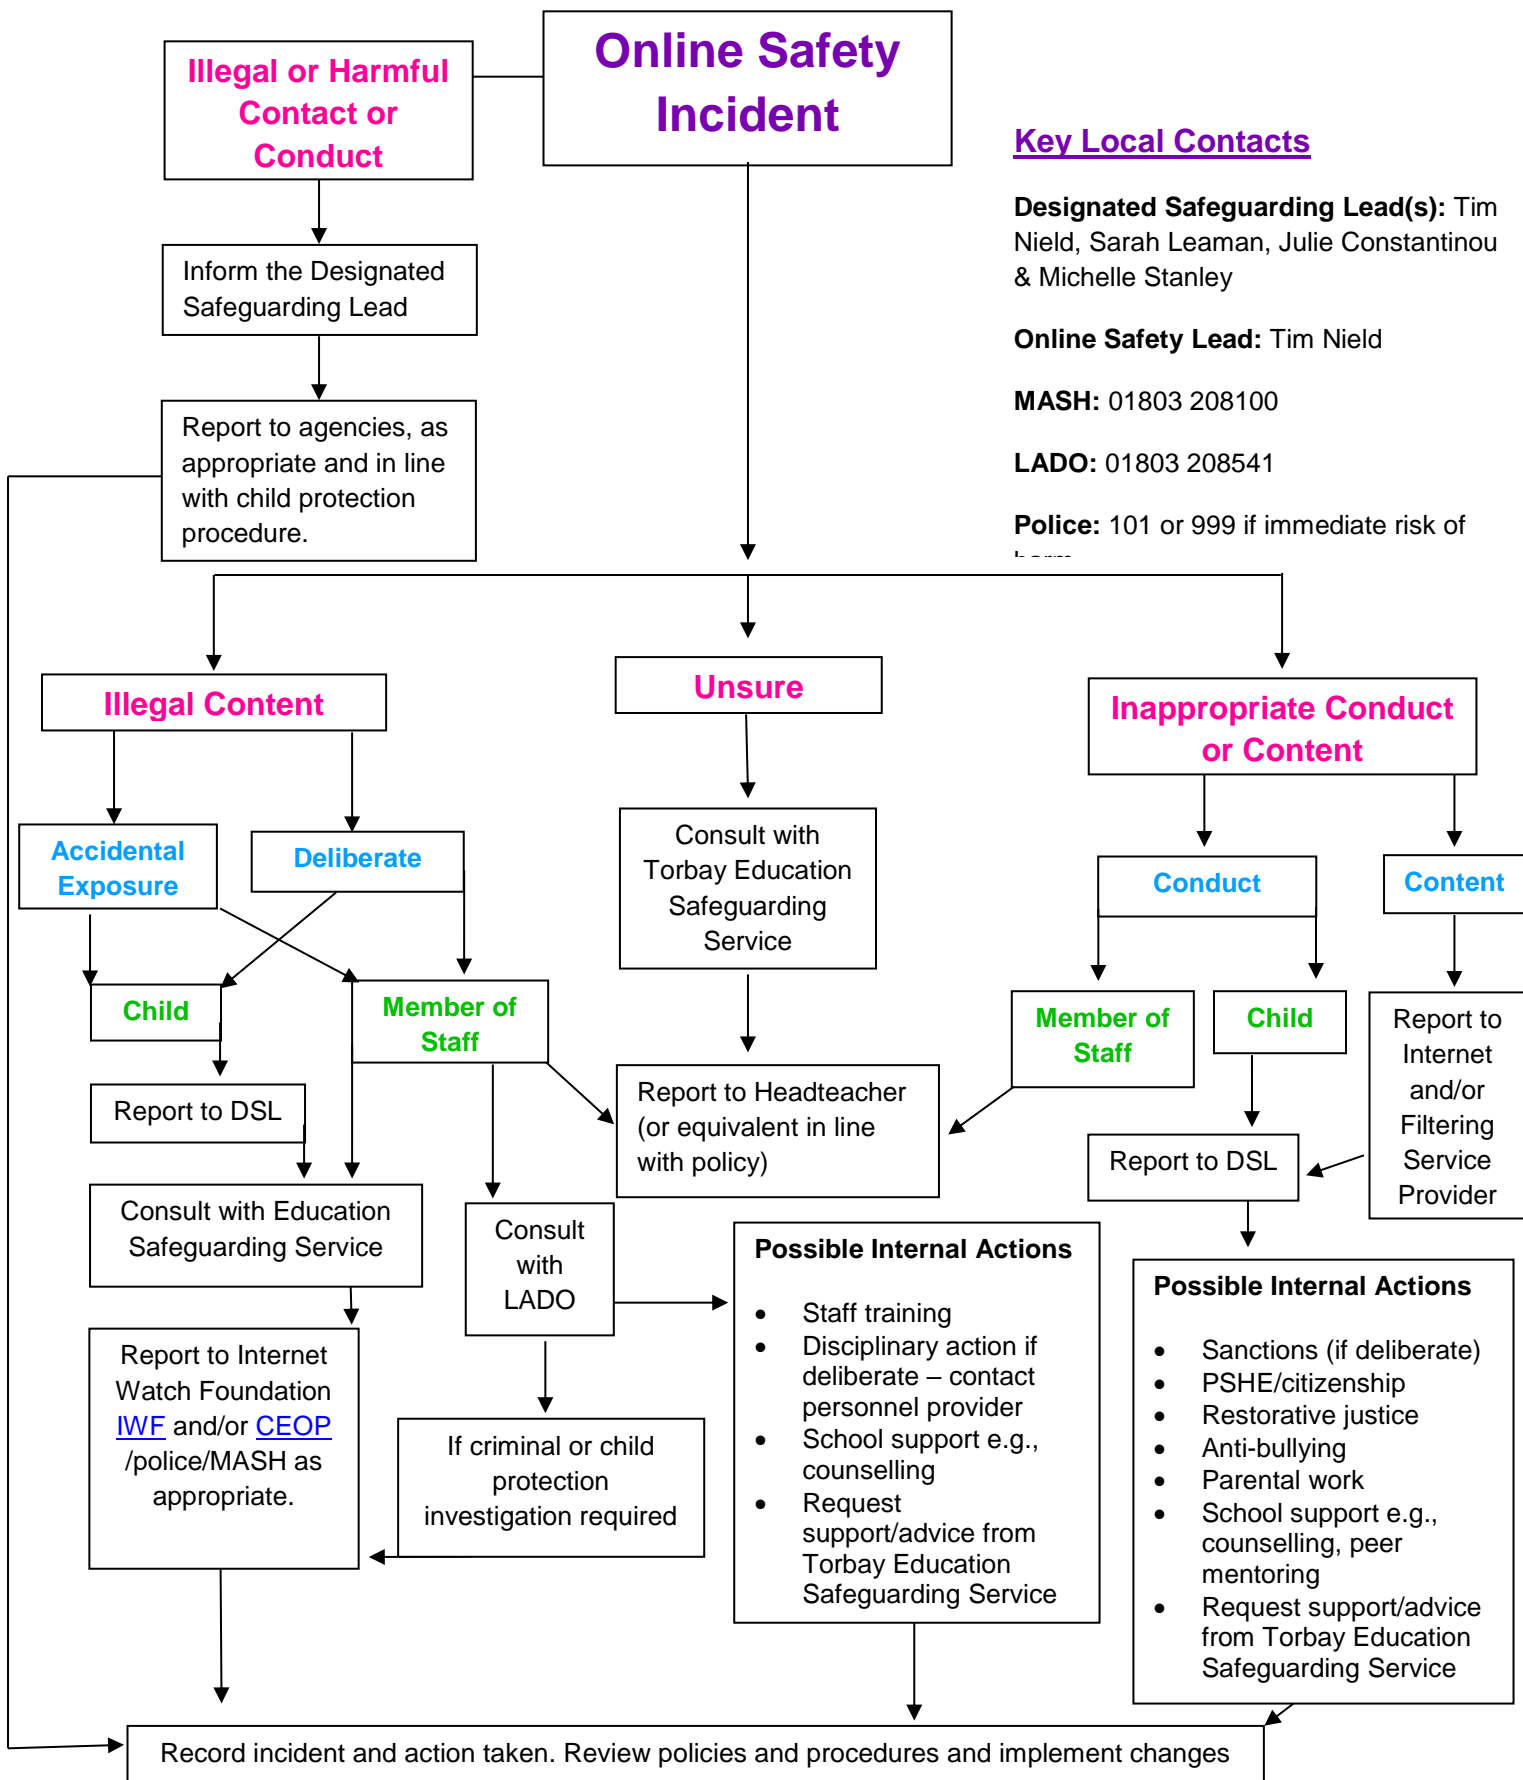 Online Safety
Incident
Illegal or Harmful
Contact or
Conduct
Key Local Contacts
Designated Safeguarding Lead(s): Tim
Nield, Sarah Leaman, Julie Constantinou
& Michelle Stanley
Online Safety Lead: Tim Nield
MASH: 01803 208100
LADO: 01803 208541
Police: 101 or 999 if immediate risk of
Inform the Designated
Safeguarding Lead
Report to agencies, as
appropriate and in line
with child protection
procedure.
Illegal Content
Unsure
Inappropriate Conduct
or Content
Accidental
Exposure
Deliberate
Consult with
Torbay Education
Safeguarding
Service
Conduct
Content
Child
Member of
Staff
Member of
Staff
Child
Report to
Internet
and/or
Filtering
Service
Provider
Report to DSL
Report to Headteacher
(or equivalent in line
with policy)
Report to DSL
Consult with Education
Safeguarding Service
Consult
with
LADO
Possible Internal Actions
• Staff training
• Disciplinary action if
deliberate – contact
personnel provider
• School support e.g.,
counselling
• Request
support/advice from
Torbay Education
Safeguarding Service
Possible Internal Actions
• Sanctions (if deliberate)
• PSHE/citizenship
• Restorative justice
• Anti-bullying
• Parental work
• School support e.g.,
counselling, peer
mentoring
• Request support/advice
from Torbay Education
Safeguarding Service
Report to Internet
Watch Foundation
IWF and/or CEOP
/police/MASH as
appropriate.
If criminal or child
protection
investigation required
Record incident and action taken. Review policies and procedures and implement changes